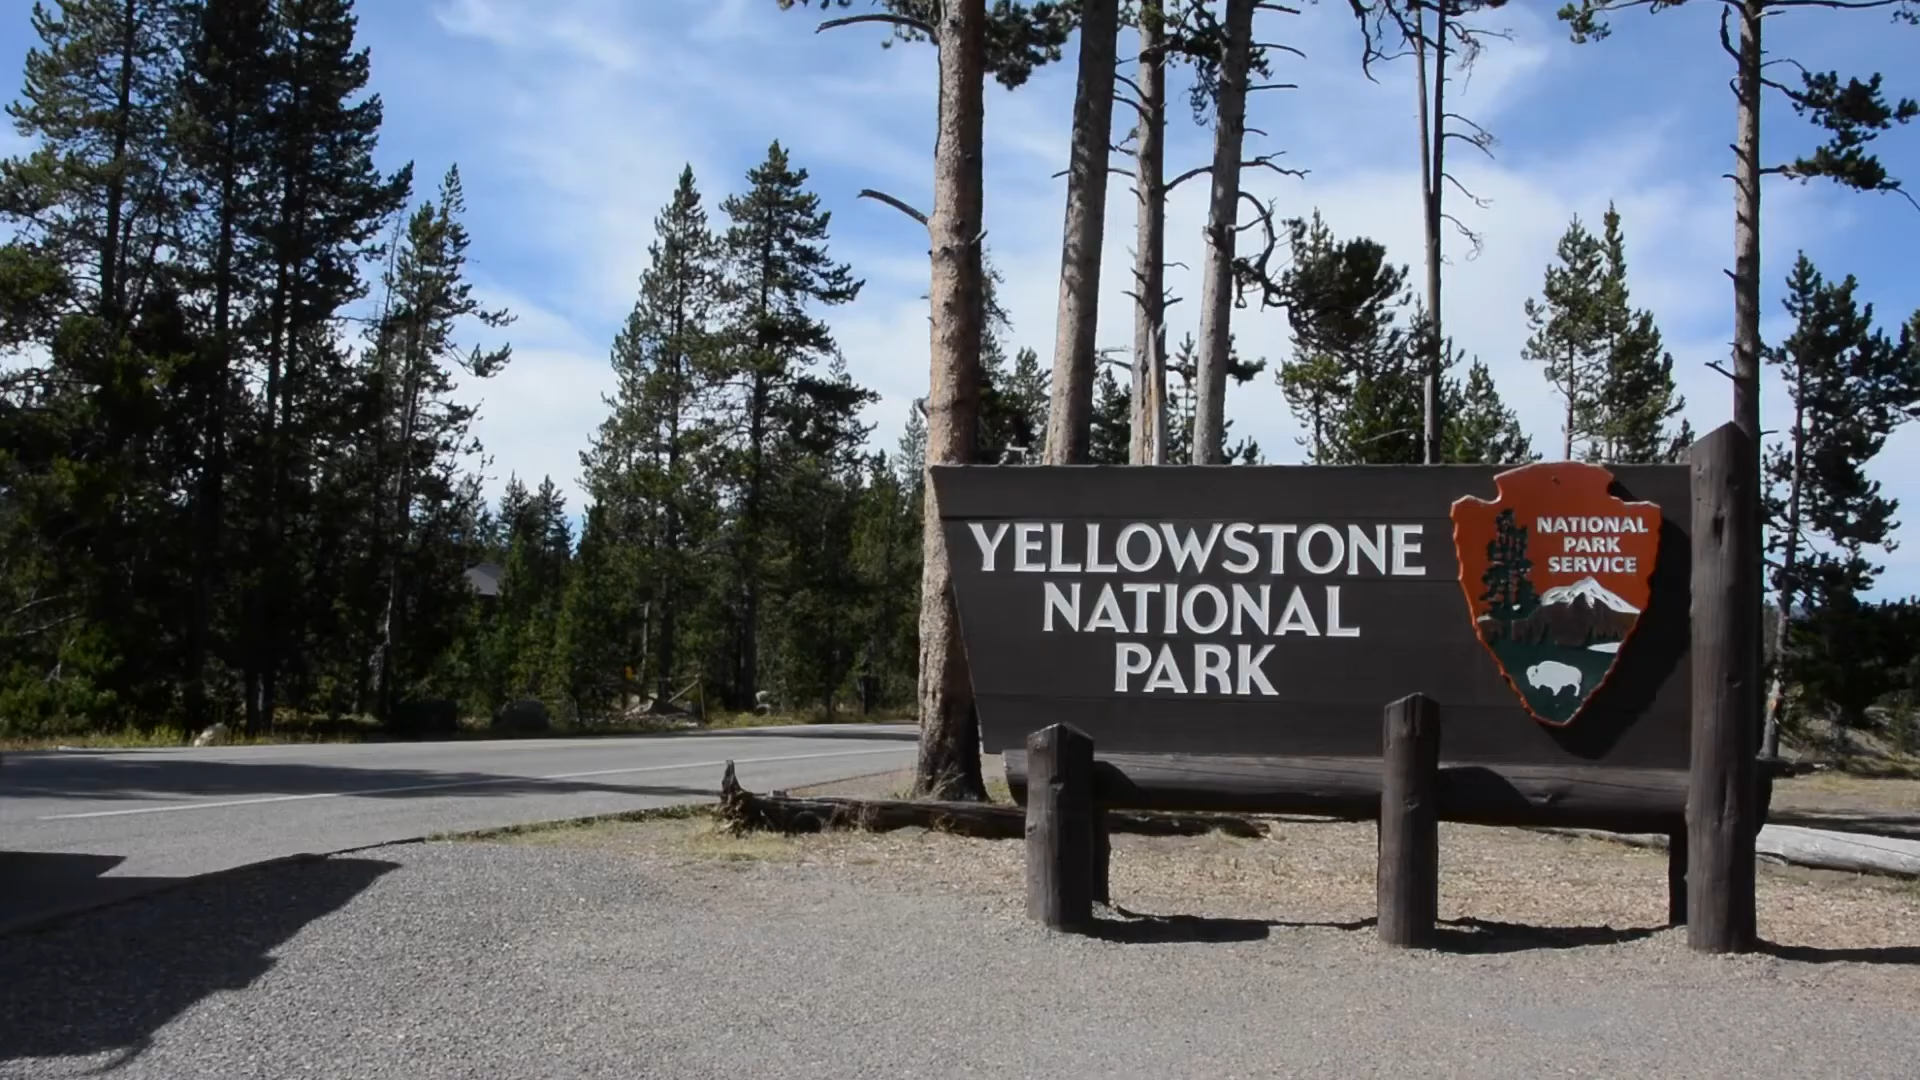 YELLOWSTONE
NATIONAL
PARK
NATIONAL
PARK
SERVICE